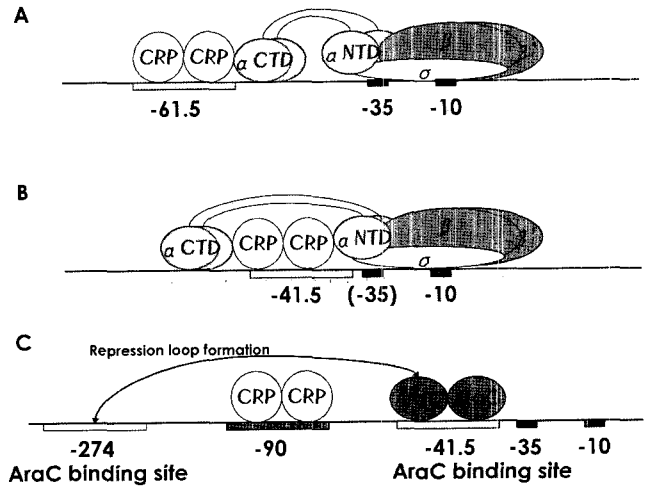 A
CRP CRP α CTD α NTD β
σ
-61.5 -35 -10
B
α CTD CRP CRP α NTD β
σ
-41.5 (-35) -10
C
Repression loop formation
CRP CRP
-274 -90 -41.5 -35 -10
AraC binding site AraC binding site